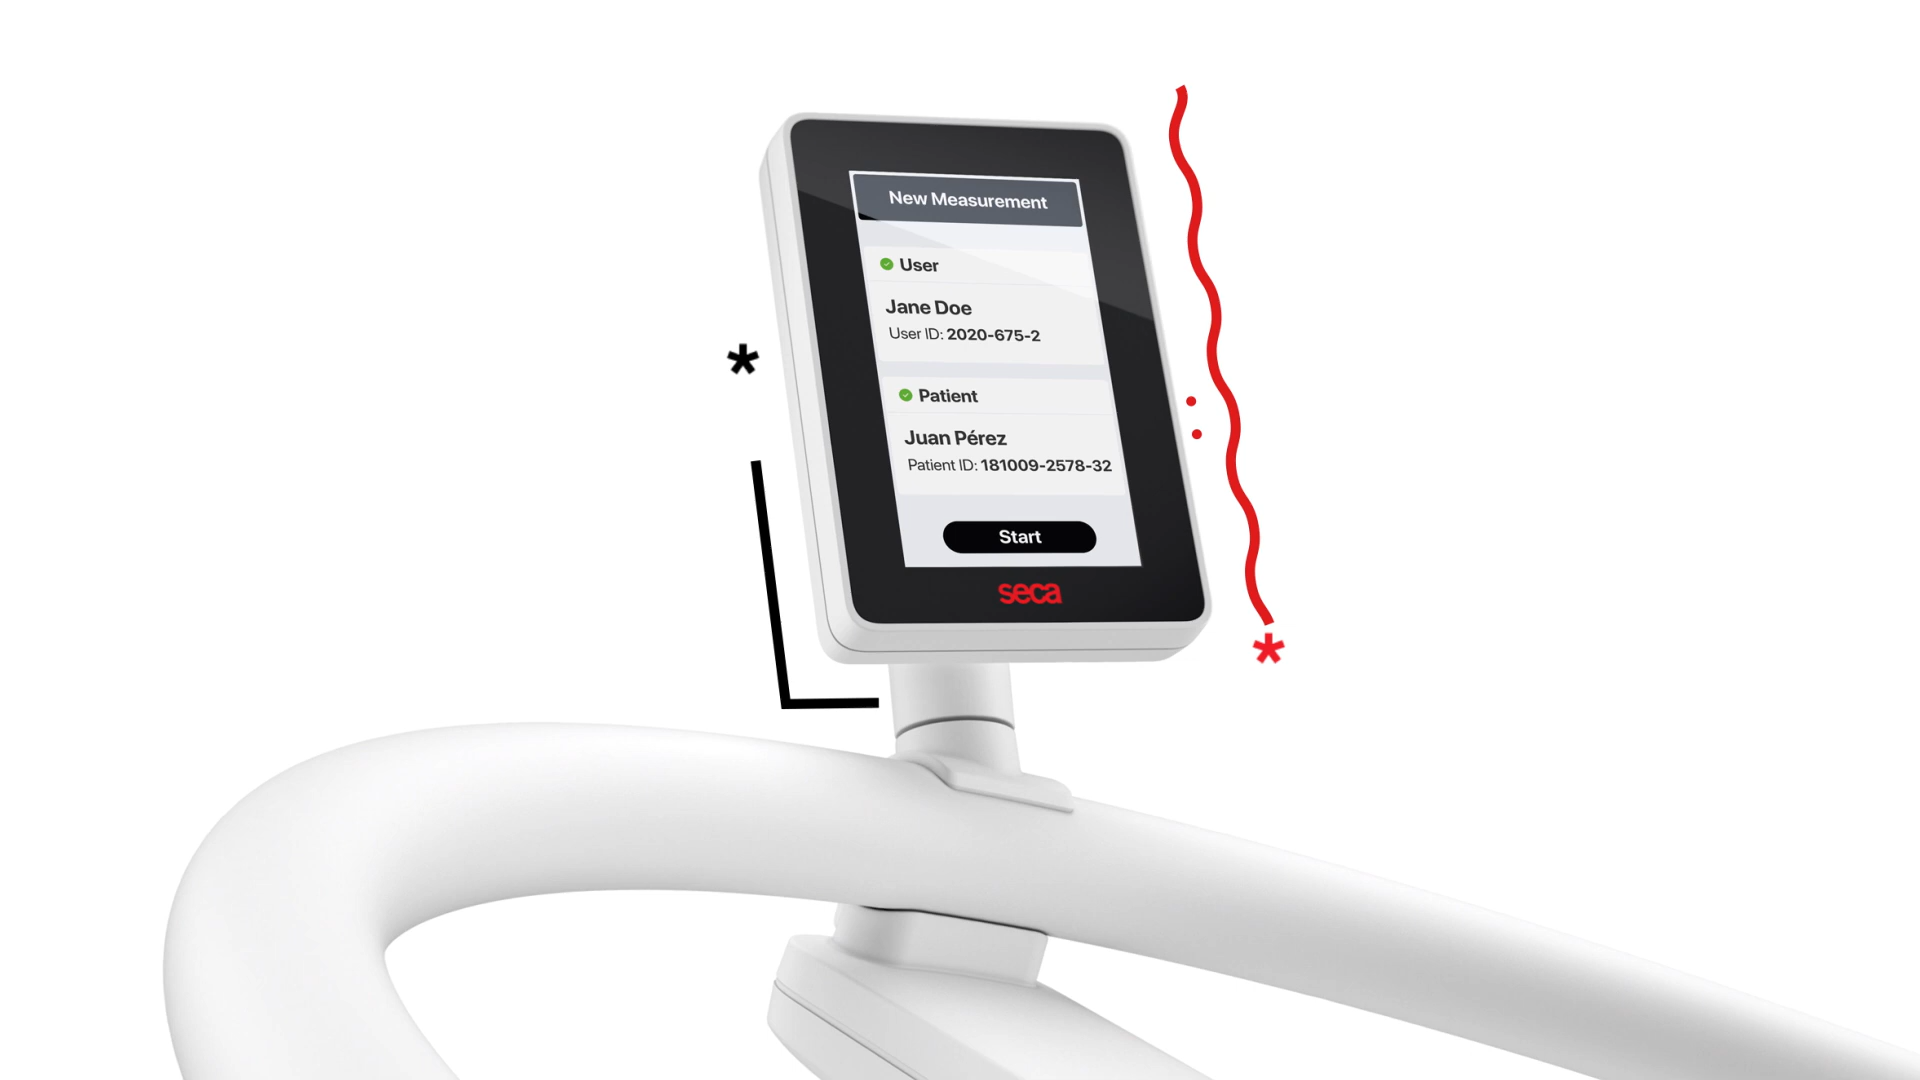 New Measurement
User
Jane Doe
User ID: 2020-675-2
*
Patient
Juan Pérez
Patient ID: 181009-2578-32
Start
seca
*